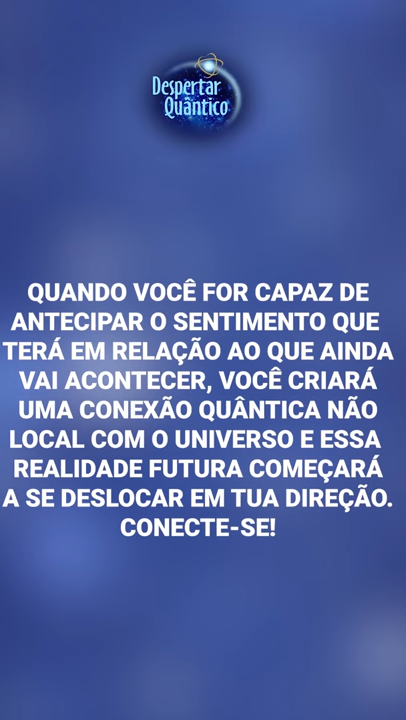 Despertar
Quântico
QUANDO VOCÊ FOR CAPAZ DE
ANTECIPAR O SENTIMENTO QUE
TERÁ EM RELAÇÃO AO QUE AINDA
VAI ACONTECER, VOCÊ CRIARÁ
UMA CONEXÃO QUÂNTICA NÃO
LOCAL COM O UNIVERSO E ESSA
REALIDADE FUTURA COMEÇARÁ
A SE DESLOCAR EM TUA DIREÇÃO.
CONECTE-SE!